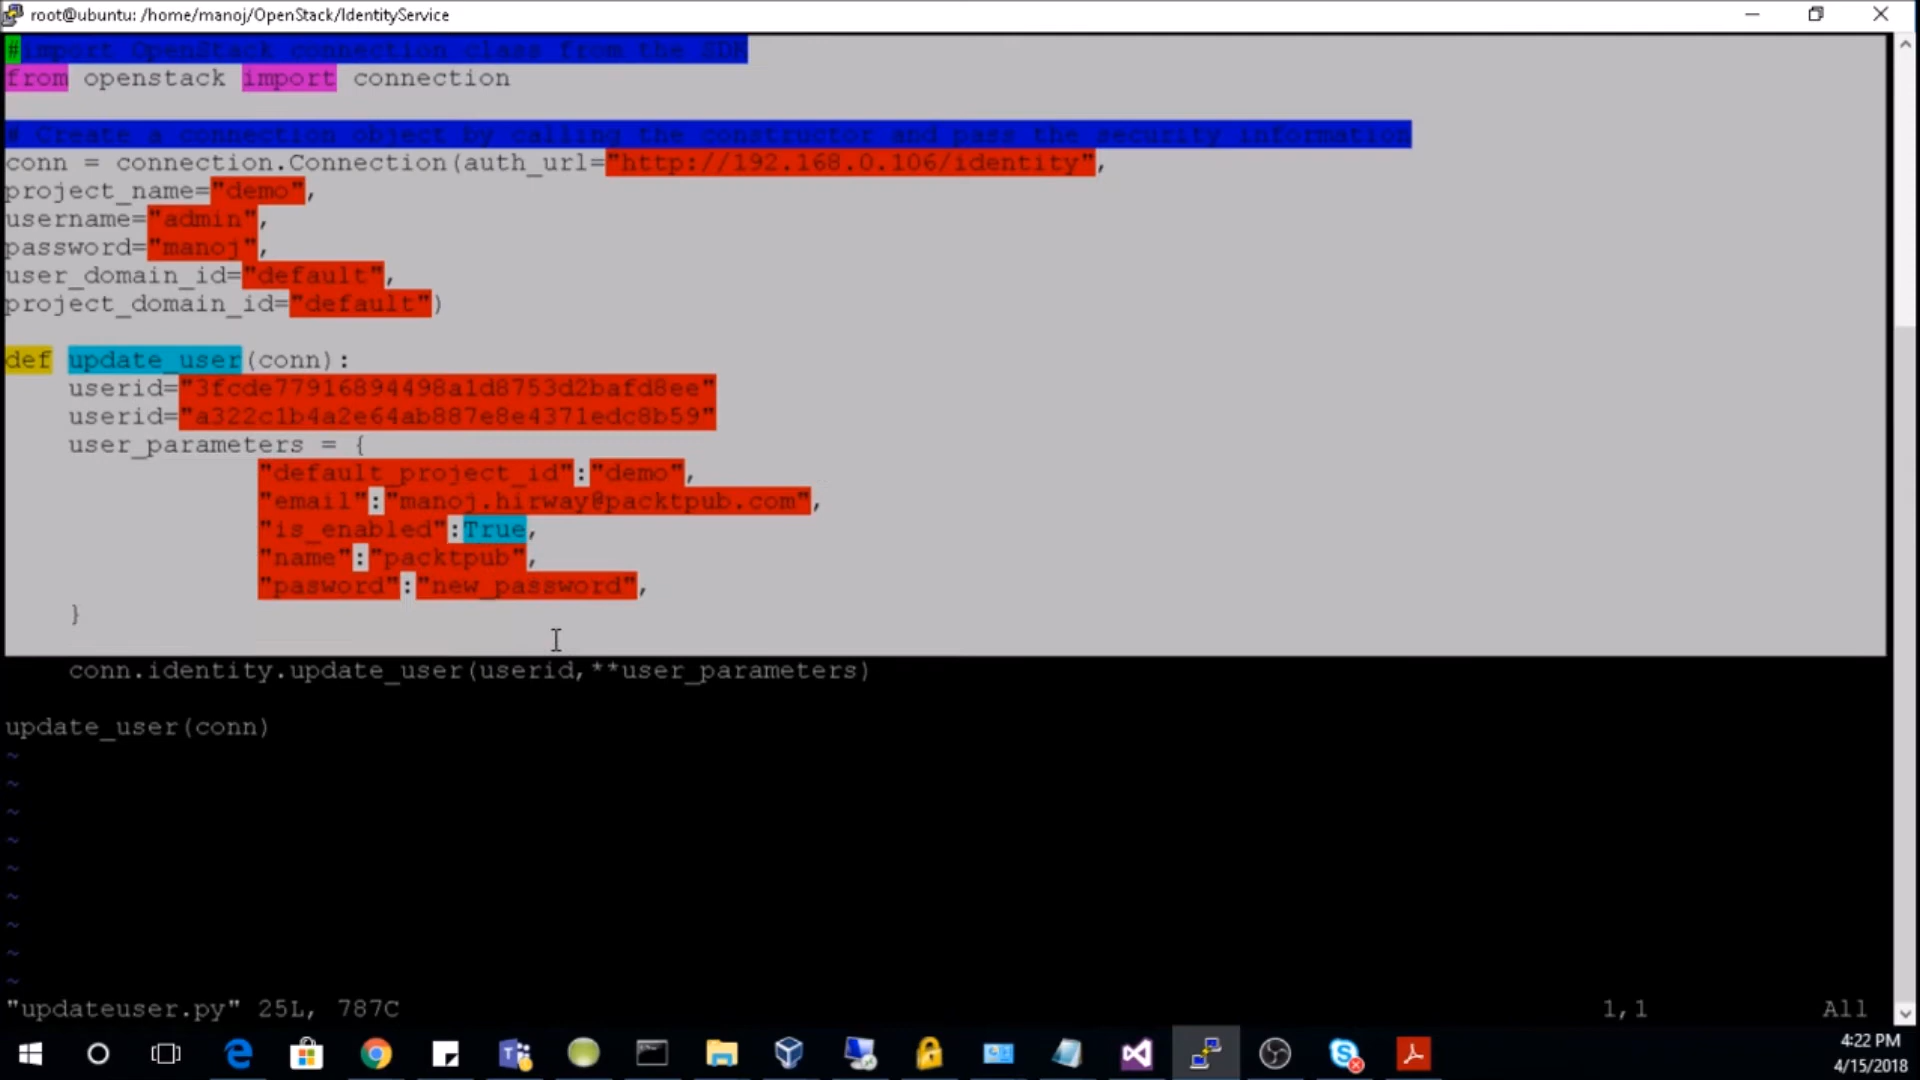 root@ubuntu: /home/manoj/OpenStack/IdentityService
#import OpenStack connection class from the SDK
from openstack import connection
# Create a connection object by calling the constructor and pass the security information
conn = connection.Connection(auth_url="http://192.168.0.106/identity",
project_name="demo",
username="admin",
password="manoj",
user_domain_id="default",
project_domain_id="default")
def update_user(conn):
userid="3fcde77916894498a1d8753d2bafd8ee"
userid="a322c1b4a2e64ab887e8e4371edc8b59"
user_parameters = {
"default_project_id":"demo",
"email":"manoj.hirway@packtpub.com",
"is_enabled":True,
"name":"packtpub",
"pasword":"new_password",
}
conn.identity.update_user(userid,**user_parameters)
update_user(conn)
~
~
~
~
~
~
~
~
~
"updateuser.py" 25L, 787C 1,1 All
4:22 PM
4/15/2018